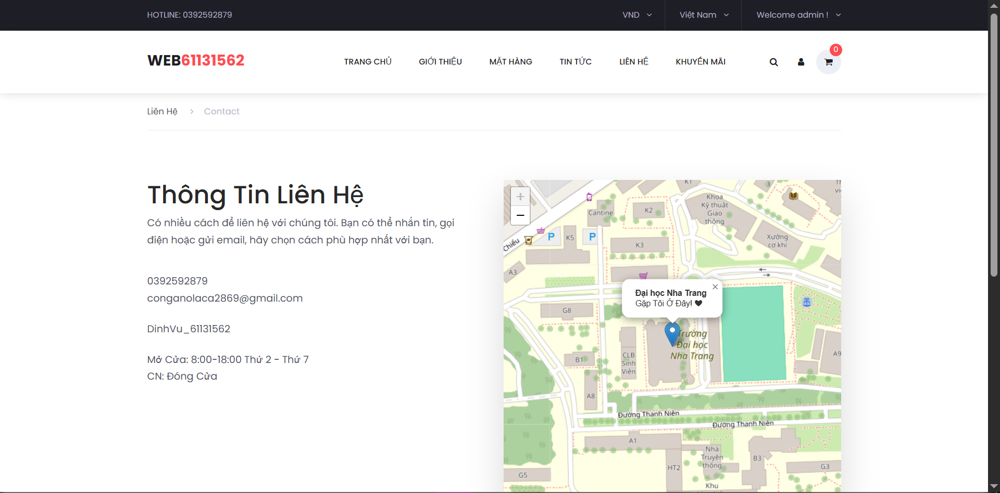 HOTLINE: 0392592879
VND
Việt Nam
Welcome admin !
WEB61131562
TRANG CHỦ
GIỚI THIỆU
MẶT HÀNG
TIN TỨC
LIÊN HỆ
KHUYẾN MÃI
0
Liên Hệ
Contact
Thông Tin Liên Hệ
Có nhiều cách để liên hệ với chúng tôi. Bạn có thể nhắn tin, gọi
điện hoặc gửi email, hãy chọn cách phù hợp nhất với bạn.
0392592879
conganolaca2869@gmail.com
DinhVu_61131562
Mở Cửa: 8:00-18:00 Thứ 2 - Thứ 7
CN: Đóng Cửa
+
−
K1
3
Khoa
Kỹ thuật
Giao
thông
Cantine
K2
P
K5
P
K3
Xưởng
cơ khí
Chiểu
A3
Đại học Nha Trang
Gặp Tôi Ở Đây! ♥
×
G8
Trường
Đại học
Nha Trang
CLB
Sinh
Viên
B1
A9
A8
Đường Thanh Niên
Đường Thanh Niên
A1
Nhà
Truyền
thống
B3
HT2
G3
G5
Khu